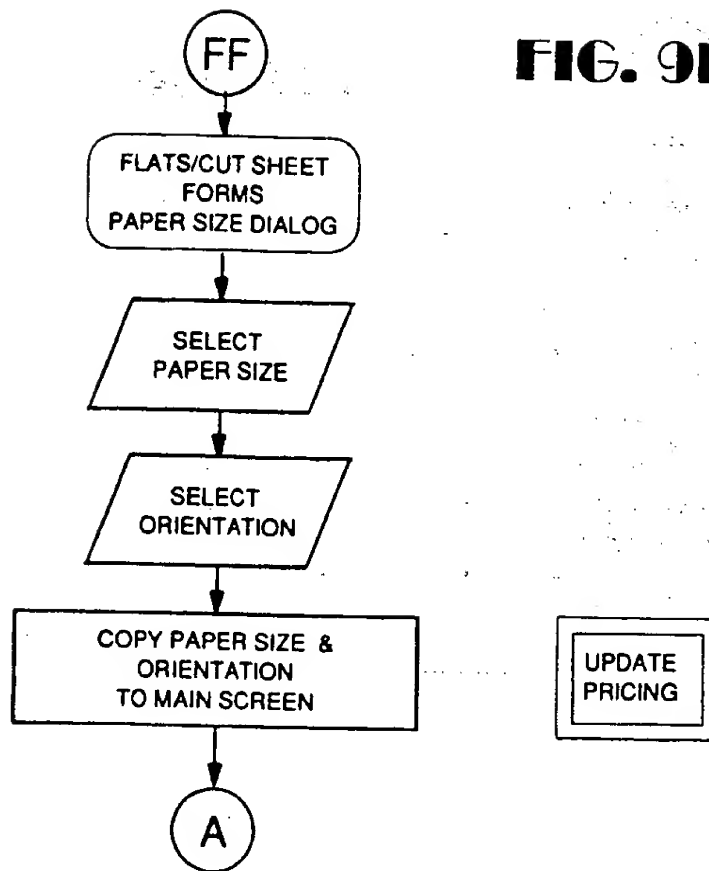 FF
FIG. 9
FLATS/CUT SHEET
FORMS
PAPER SIZE DIALOG
SELECT
PAPER SIZE
SELECT
ORIENTATION
COPY PAPER SIZE &
ORIENTATION
TO MAIN SCREEN
UPDATE
PRICING
A